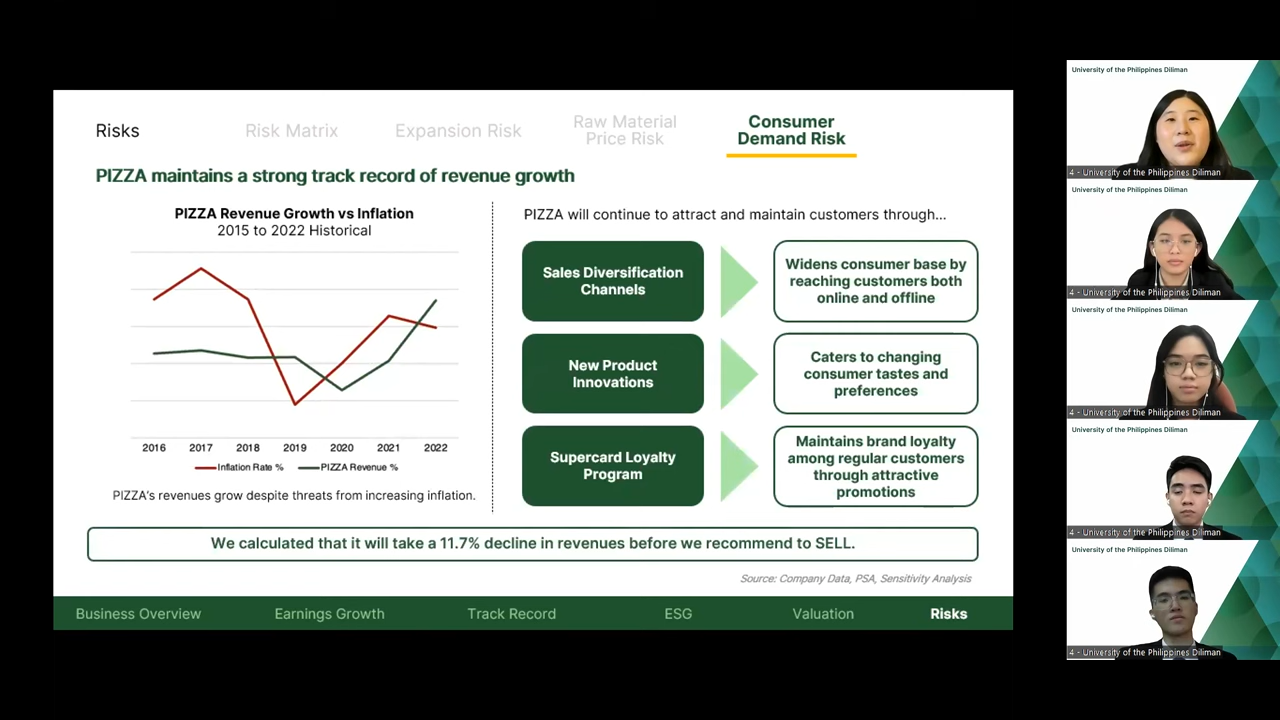 Risks
Risk Matrix
Expansion Risk
Raw Material
Price Risk
Consumer
Demand Risk
PIZZA maintains a strong track record of revenue growth
PIZZA Revenue Growth vs Inflation
2015 to 2022 Historical
2016 2017 2018 2019 2020 2021 2022
Inflation Rate % PIZZA Revenue %
PIZZA's revenues grow despite threats from increasing inflation.
PIZZA will continue to attract and maintain customers through...
Sales Diversification
Channels
Widens consumer base by
reaching customers both
online and offline
New Product
Innovations
Caters to changing
consumer tastes and
preferences
Supercard Loyalty
Program
Maintains brand loyalty
among regular customers
through attractive
promotions
We calculated that it will take a 11.7% decline in revenues before we recommend to SELL.
Source: Company Data, PSA, Sensitivity Analysis
Business Overview
Earnings Growth
Track Record
ESG
Valuation
Risks
University of the Philippines Diliman
4 - University of the Philippines Diliman
University of the Philippines Diliman
4 - University of the Philippines Diliman
University of the Philippines Diliman
4 - University of the Philippines Diliman
University of the Philippines Diliman
4 - University of the Philippines Diliman
University of the Philippines Diliman
4 - University of the Philippines Diliman